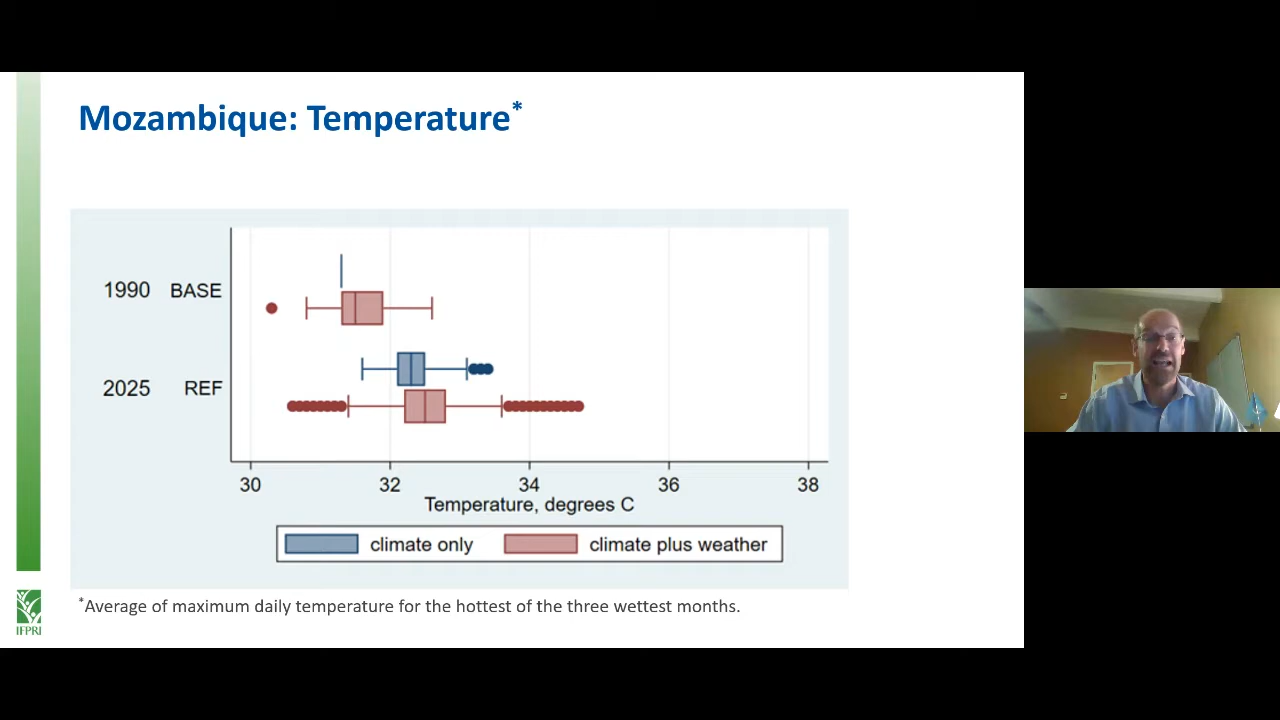 Mozambique: Temperature*
1990 BASE
2025 REF
30 32 34 36 38
Temperature, degrees C
climate only climate plus weather
*Average of maximum daily temperature for the hottest of the three wettest months.
IFPRI